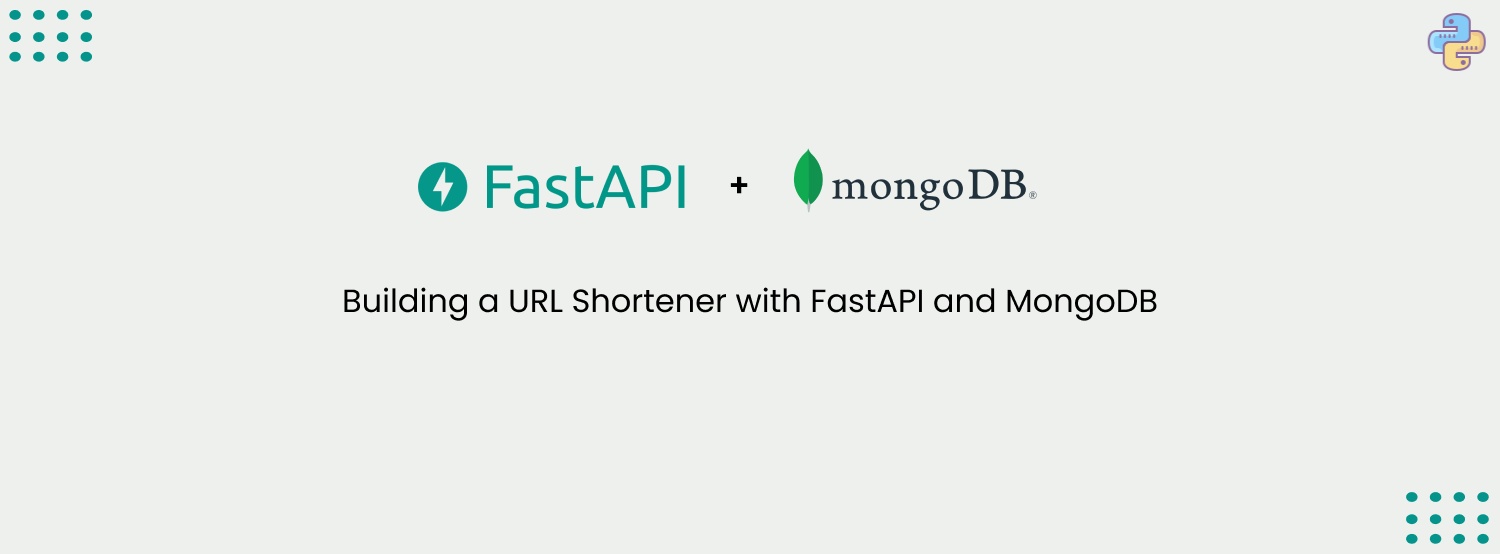 FastAPI + mongoDB®
Building a URL Shortener with FastAPI and MongoDB